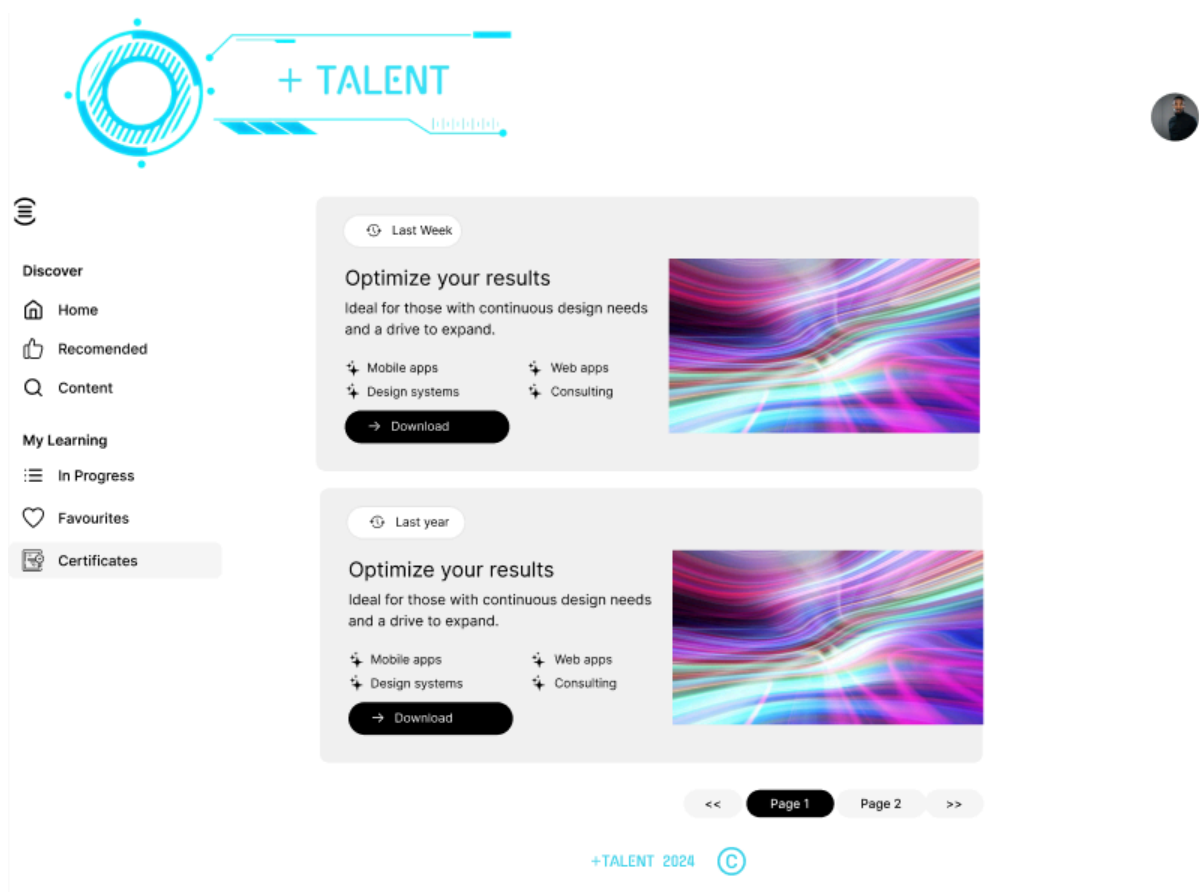 + TALENT
Discover
Home
Recomended
Content
My Learning
In Progress
Favourites
Certificates
Last Week
Optimize your results
Ideal for those with continuous design needs
and a drive to expand.
Mobile apps
Web apps
Design systems
Consulting
Download
Last year
Optimize your results
Ideal for those with continuous design needs
and a drive to expand.
Mobile apps
Web apps
Design systems
Consulting
Download
<< Page 1 Page 2 >>
+TALENT 2024 ©